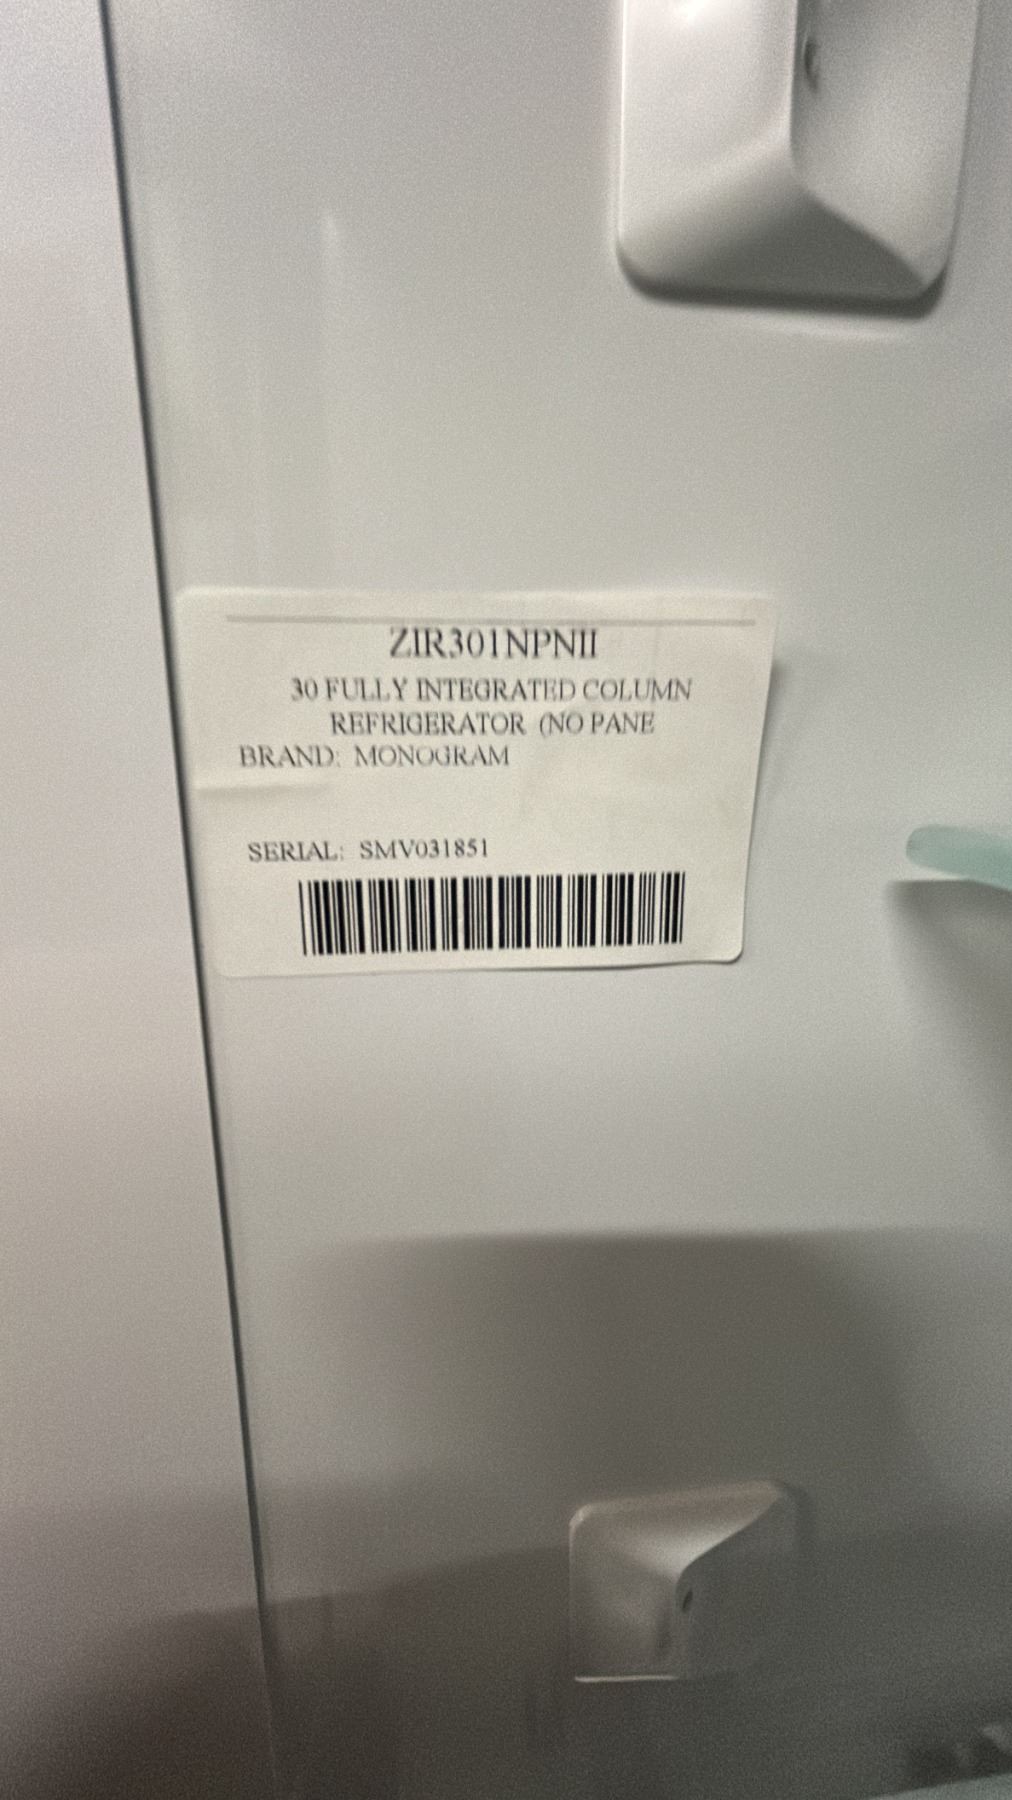 ZIR301NPNII
30 FULLY INTEGRATED COLUMN
REFRIGERATOR (NO PANE
BRAND: MONOGRAM
SERIAL: SMV031851